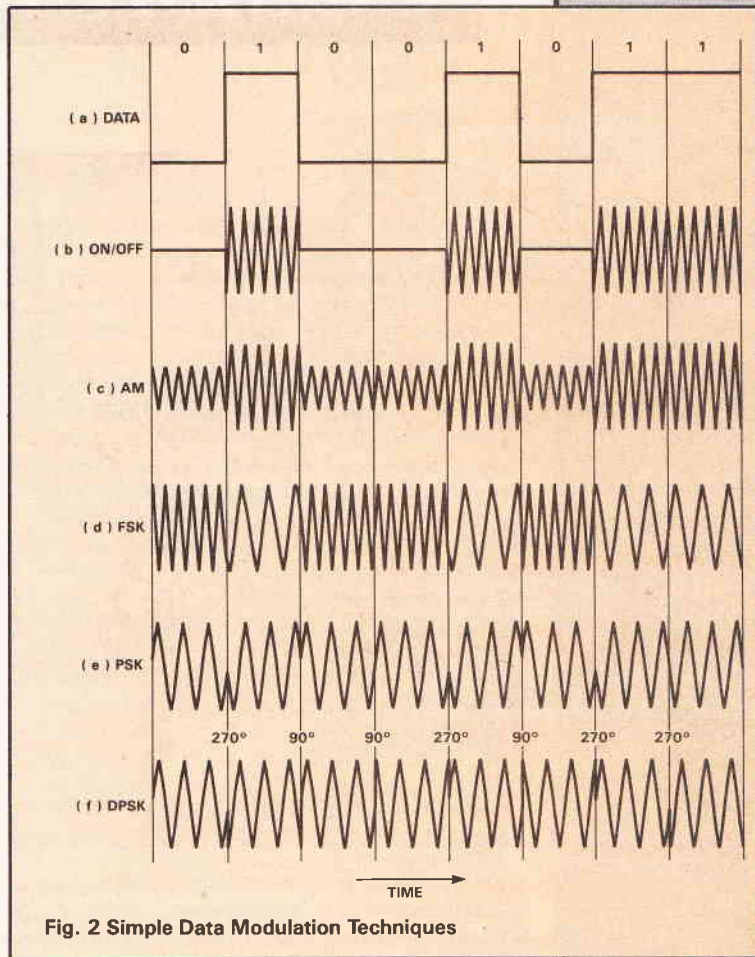 0 1 0 0 1 0 1 1
( a ) DATA
( b ) ON/OFF
( c ) AM
( d ) FSK
( e ) PSK
270° 90° 90° 270° 90° 270° 270°
( f ) DPSK
TIME
Fig. 2 Simple Data Modulation Techniques